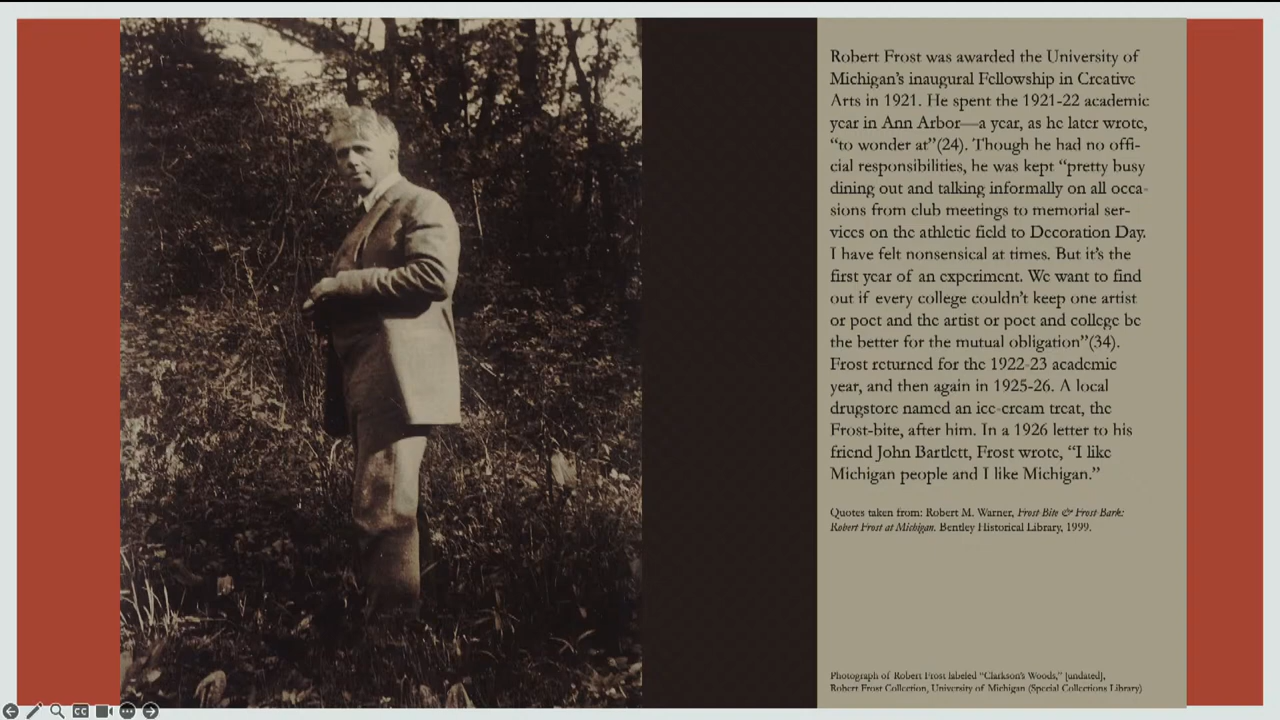 Robert Frost was awarded the University of
Michigan's inaugural Fellowship in Creative
Arts in 1921. He spent the 1921-22 academic
year in Ann Arbor—a year, as he later wrote,
“to wonder at”(24). Though he had no offi-
cial responsibilities, he was kept “pretty busy
dining out and talking informally on all occa-
sions from club meetings to memorial ser-
vices on the athletic field to Decoration Day.
I have felt nonsensical at times. But it's the
first year of an experiment. We want to find
out if every college couldn't keep one artist
or poet and the artist or poet and college be
the better for the mutual obligation”(34).
Frost returned for the 1922-23 academic
year, and then again in 1925-26. A local
drugstore named an ice-cream treat, the
Frost-bite, after him. In a 1926 letter to his
friend John Bartlett, Frost wrote, “I like
Michigan people and I like Michigan.”
Quotes taken from: Robert M. Warner, Frost Bite & Frost Bark:
Robert Frost at Michigan. Bentley Historical Library, 1999.
Photograph of Robert Frost labeled “Clarkson's Woods,” [undated],
Robert Frost Collection, University of Michigan (Special Collections Library)
CC